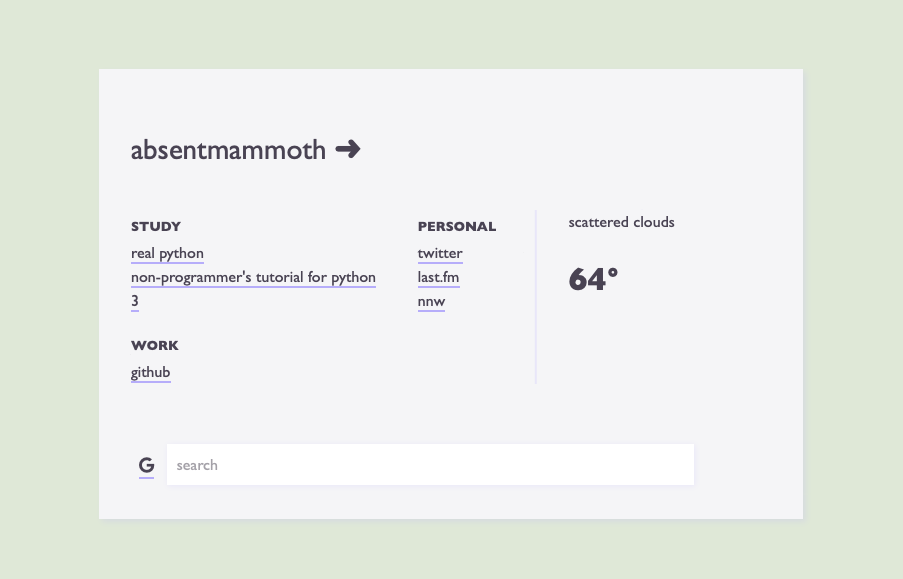 absentmammoth ➜
STUDY
real python
non-programmer's tutorial for python
3
WORK
github
PERSONAL
twitter
last.fm
nnw
scattered clouds
64°
G
search